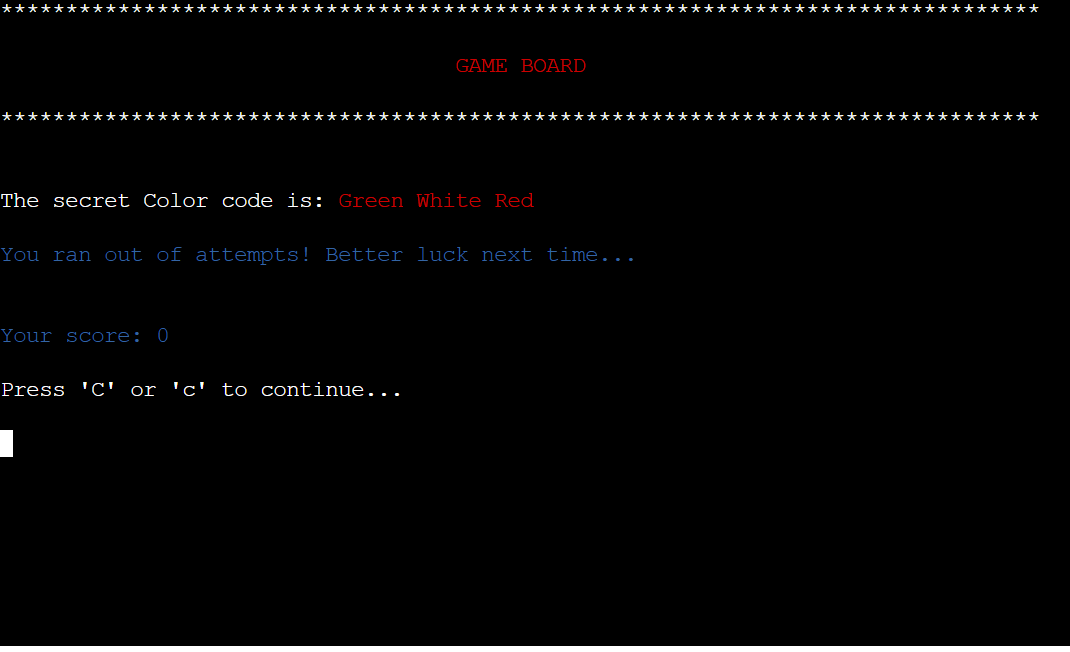 ********************************************************************************
GAME BOARD
********************************************************************************
The secret Color code is: Green White Red
You ran out of attempts! Better luck next time...
Your score: 0
Press 'C' or 'c' to continue...